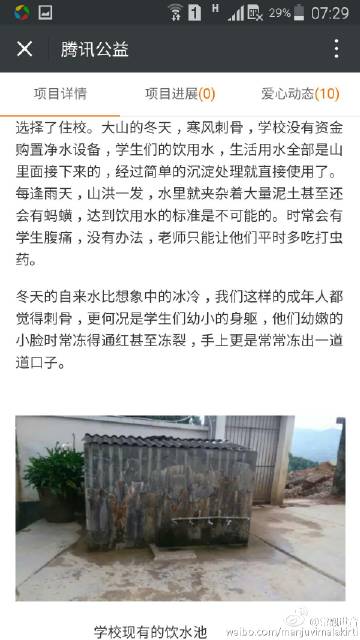 29% 07:29
腾讯公益
项目详情 项目进展(0) 爱心动态(10)
选择了住校。大山的冬天，寒风刺骨，学校没有资金
购置净水设备，学生们的饮用水，生活用水全部是山
里面接下来的，经过简单的沉淀处理就直接使用了。
每逢雨天，山洪一发，水里就夹杂着大量泥土甚至还
会有蚂蟥，达到饮用水的标准是不可能的。时常会有
学生腹痛，没有办法，老师只能让他们平时多吃打虫
药。
冬天的自来水比想象中的冰冷，我们这样的成年人都
觉得刺骨，更何况是学生们幼小的身躯，他们幼嫩的
小脸时常冻得通红甚至冻裂，手上更是常常冻出一道
道口子。
学校现有的饮水池